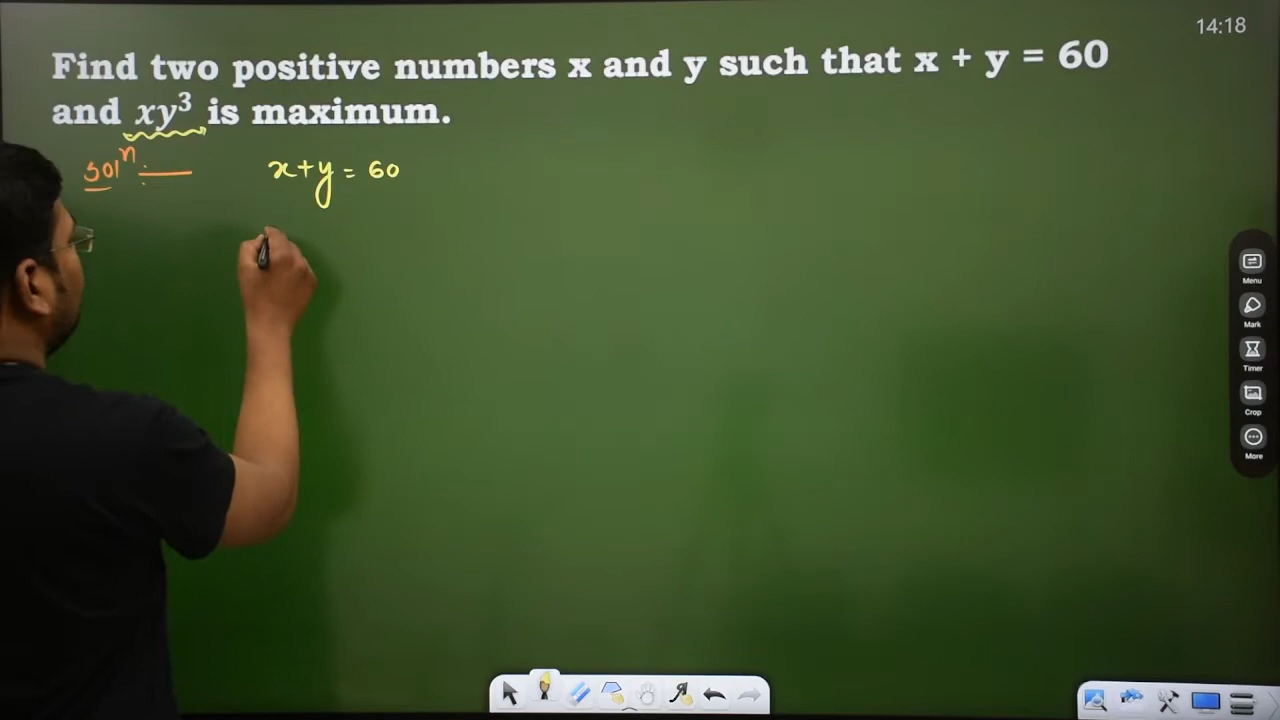 14:18
Find two positive numbers x and y such that x + y = 60
and xy³ is maximum.
Solⁿ :—
x+y = 60
Menu
Mark
Timer
Crop
More